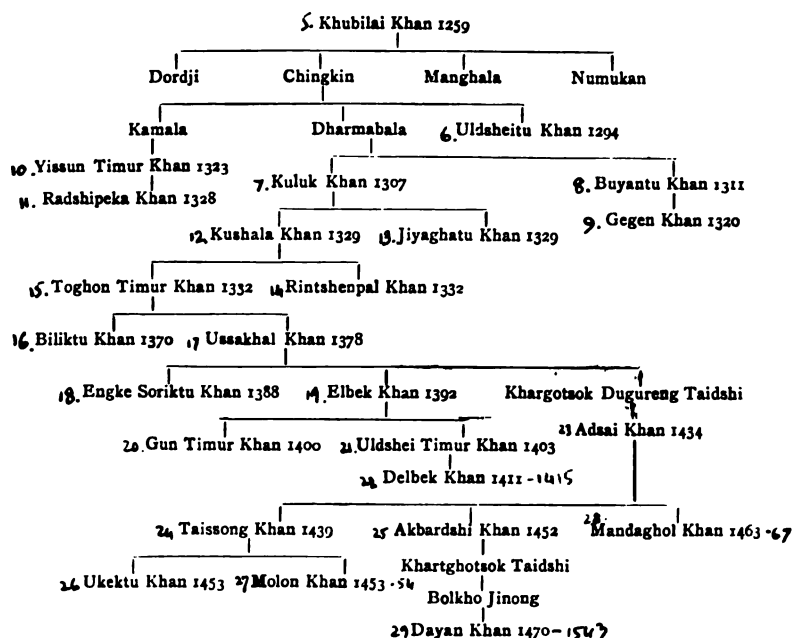 5. Khubilai Khan 1259
Dordji Chingkin Manghala Numukan
Kamala Dharmabala 6. Uldsheitu Khan 1294
10. Yissun Timur Khan 1323
7. Kuluk Khan 1307 8. Buyantu Khan 1311
11. Radshipeka Khan 1328
9. Gegen Khan 1320
12 Kushala Khan 1329 13. Jiyaghatu Khan 1329
15. Toghon Timur Khan 1332 14 Rintshenpal Khan 1332
16. Biliktu Khan 1370 17 Ussakhal Khan 1378
18. Engke Soriktu Khan 1388 19. Elbek Khan 1392 Khargotsok Dugureng Taidshi
20. Gun Timur Khan 1400 21. Uldshei Timur Khan 1403 23 Adsai Khan 1434
22 Delbek Khan 1411 - 1415
24 Taissong Khan 1439 25 Akbardshi Khan 1452 28. Mandaghol Khan 1463 - 67
26 Ukektu Khan 1453 27 Molon Khan 1453 - 54 Khartghotsok Taidshi
Bolkho Jinong
29 Dayan Khan 1470 - 1543